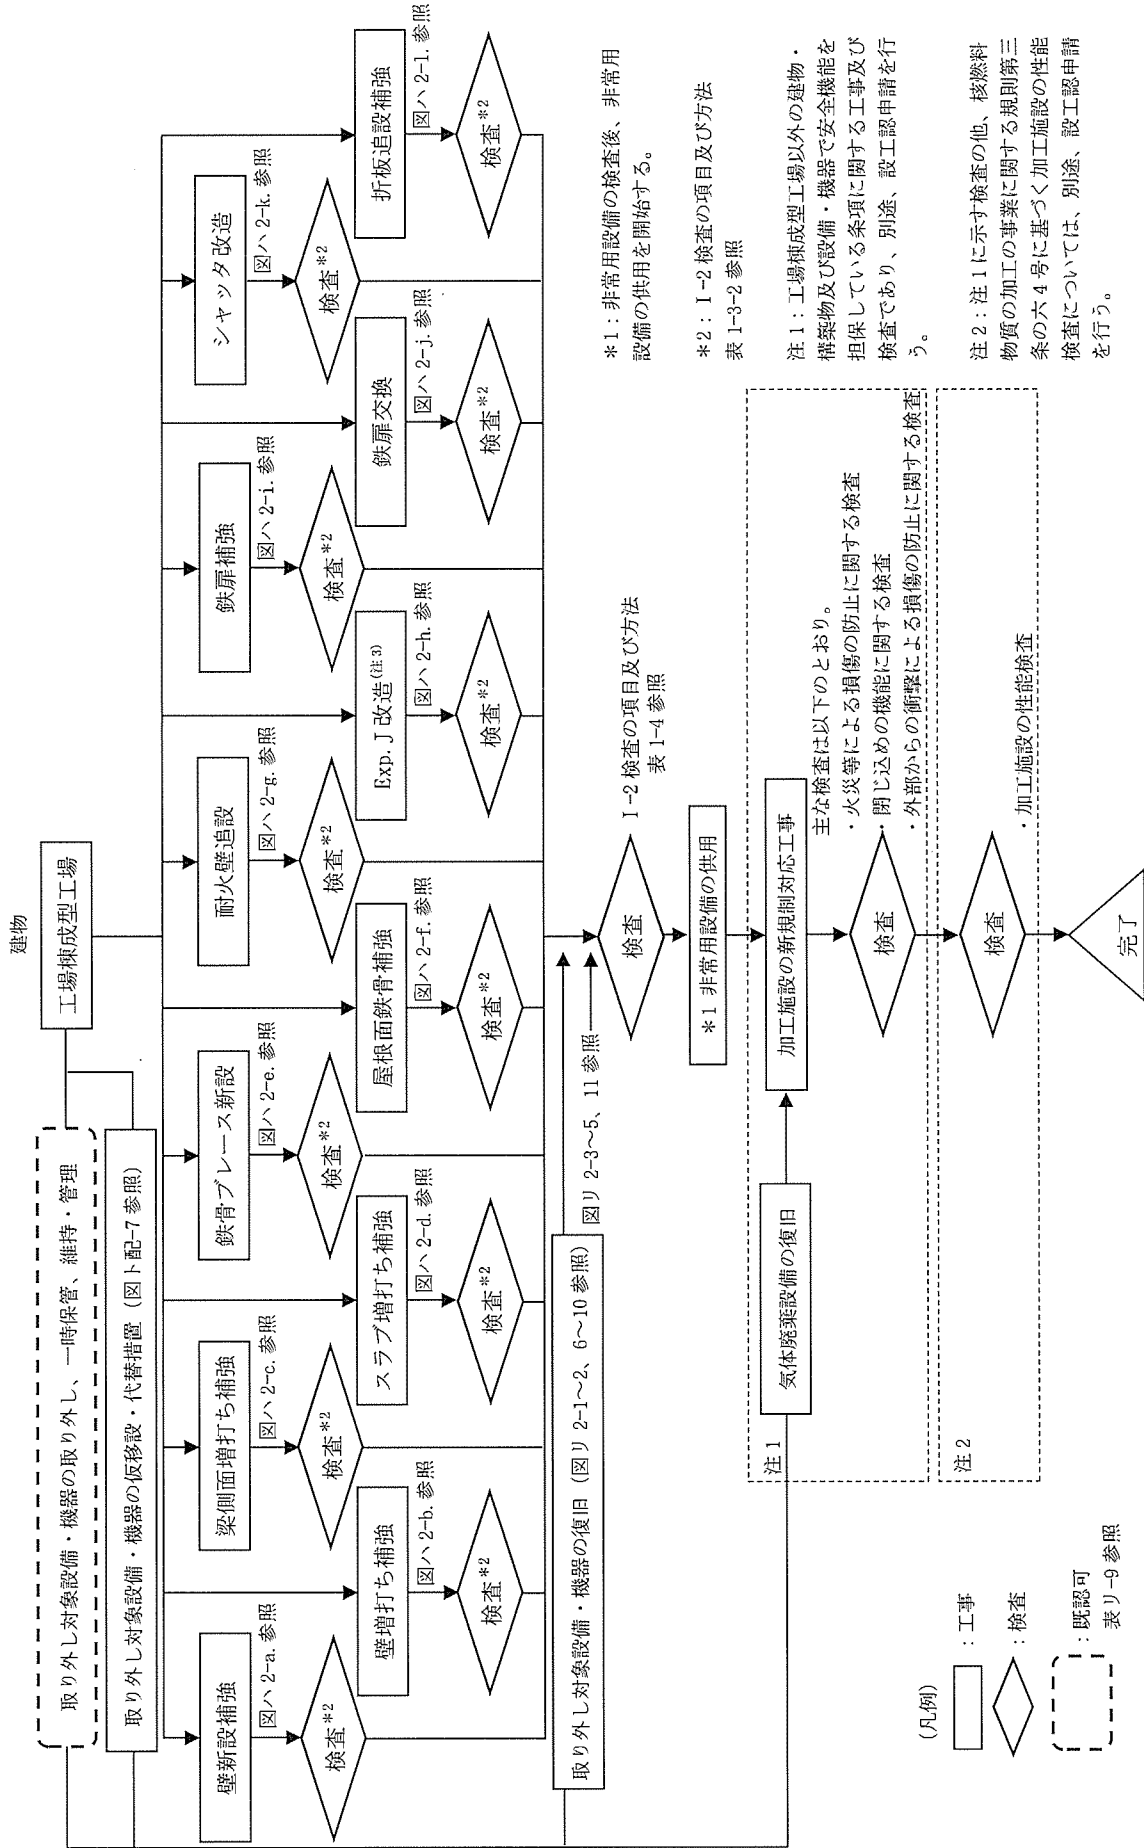 建物
工場棟成型工場
取り外し対象設備・機器の取り外し、一時保管、維持・管理
取り外し対象設備・機器の仮移設・代替措置（図ト配-7 参照）
壁新設補強
図ハ 2-a. 参照
検査*2
壁増打ち補強
図ハ 2-b. 参照
検査*2
梁側面増打ち補強
図ハ 2-c. 参照
検査*2
スラブ増打ち補強
図ハ 2-d. 参照
検査*2
鉄骨ブレース新設
図ハ 2-e. 参照
検査*2
屋根面鉄骨補強
図ハ 2-f. 参照
検査*2
耐火壁追設
図ハ 2-g. 参照
検査*2
Exp. J 改造(注3)
図ハ 2-h. 参照
検査*2
鉄扉補強
図ハ 2-i. 参照
検査*2
鉄扉交換
図ハ 2-j. 参照
検査*2
シャッタ改造
図ハ 2-k. 参照
検査*2
折板追設補強
図ハ 2-l. 参照
検査*2
取り外し対象設備・機器の復旧（図リ 2-1～2、6～10 参照）
図リ 2-3～5、11 参照
検査
Ⅰ-2 検査の項目及び方法
表 1-4 参照
*1 非常用設備の供用
注1
気体廃棄設備の復旧
加工施設の新規制対応工事
主な検査は以下のとおり。
・火災等による損傷の防止に関する検査
・閉じ込めの機能に関する検査
・外部からの衝撃による損傷の防止に関する検査
検査
注2
検査
・加工施設の性能検査
完了
*1：非常用設備の検査後、非常用
設備の供用を開始する。
*2：Ⅰ-2 検査の項目及び方法
表 1-3-2 参照
注1：工場棟成型工場以外の建物・
構築物及び設備・機器で安全機能を
担保している条項に関する工事及び
検査であり、別途、設工認申請を行
う。
注2：注1に示す検査の他、核燃料
物質の加工の事業に関する規則第三
条の六4号に基づく加工施設の性能
検査については、別途、設工認申請
を行う。
(凡例)
：工事
：検査
：既認可
表リ-9 参照